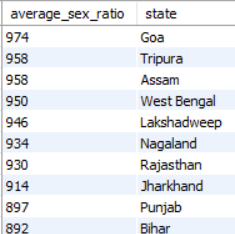 average_sex_ratio state
974 Goa
958 Tripura
958 Assam
950 West Bengal
946 Lakshadweep
934 Nagaland
930 Rajasthan
914 Jharkhand
897 Punjab
892 Bihar